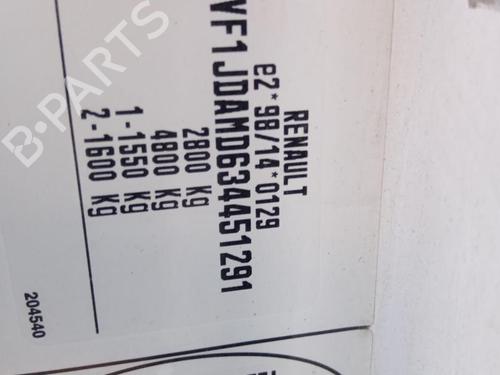 RENAULT
e2*98/14*0129
VF1JDAMD634451291
2800 Kg
4800 Kg
1-1550 Kg
2-1600 Kg
204540
B-PARTS